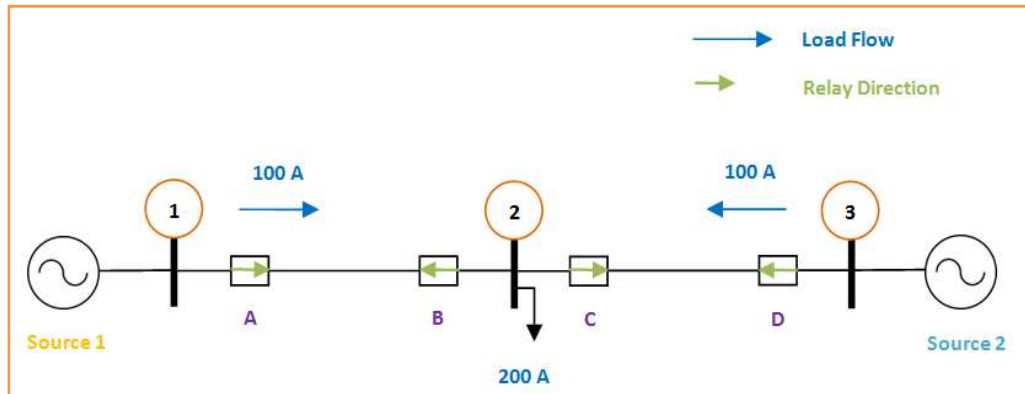 Load Flow
Relay Direction
100 A
100 A
1
2
3
A
B
C
D
Source 1
Source 2
200 A